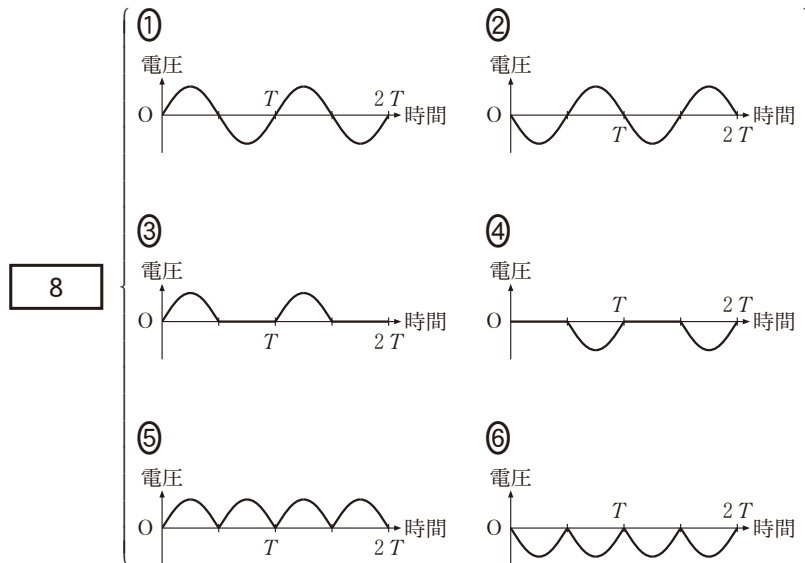 ① ②
電圧 電圧
T 2T
O 時間 O 時間
T 2T
③ ④
電圧 電圧
T 2T
8
O 時間 O 時間
T 2T
⑤ ⑥
電圧 電圧
T 2T
O 時間 O 時間
T 2T